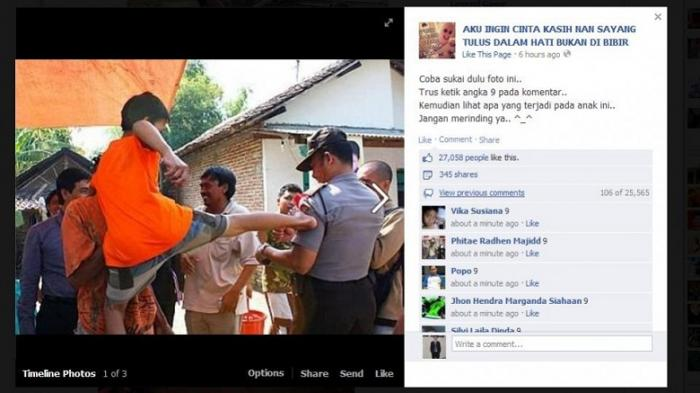 AKU INGIN CINTA KASIH NAN SAYANG
TULUS DALAM HATI BUKAN DI BIBIR
Like This Page · 6 hours ago
Coba sukai dulu foto ini..
Trus ketik angka 9 pada komentar..
Kemudian lihat apa yang terjadi pada anak ini..
Jangan merinding ya.. ^_^
Like · Comment · Share
27,058 people like this.
345 shares
View previous comments 106 of 25,565
Vika Susiana 9
about a minute ago · Like
Phitae Radhen Majidd 9
about a minute ago · Like
Popo 9
about a minute ago · Like
Jhon Hendra Marganda Siahaan 9
about a minute ago · Like
Silvi Laila Dinda 9
Write a comment...
Timeline Photos 1 of 3
Options Share Send Like